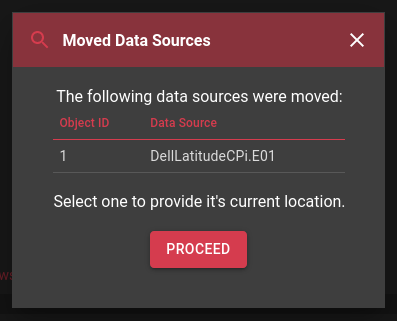 Moved Data Sources
The following data sources were moved:
Object ID Data Source
1 DellLatitudeCPi.E01
Select one to provide it's current location.
PROCEED